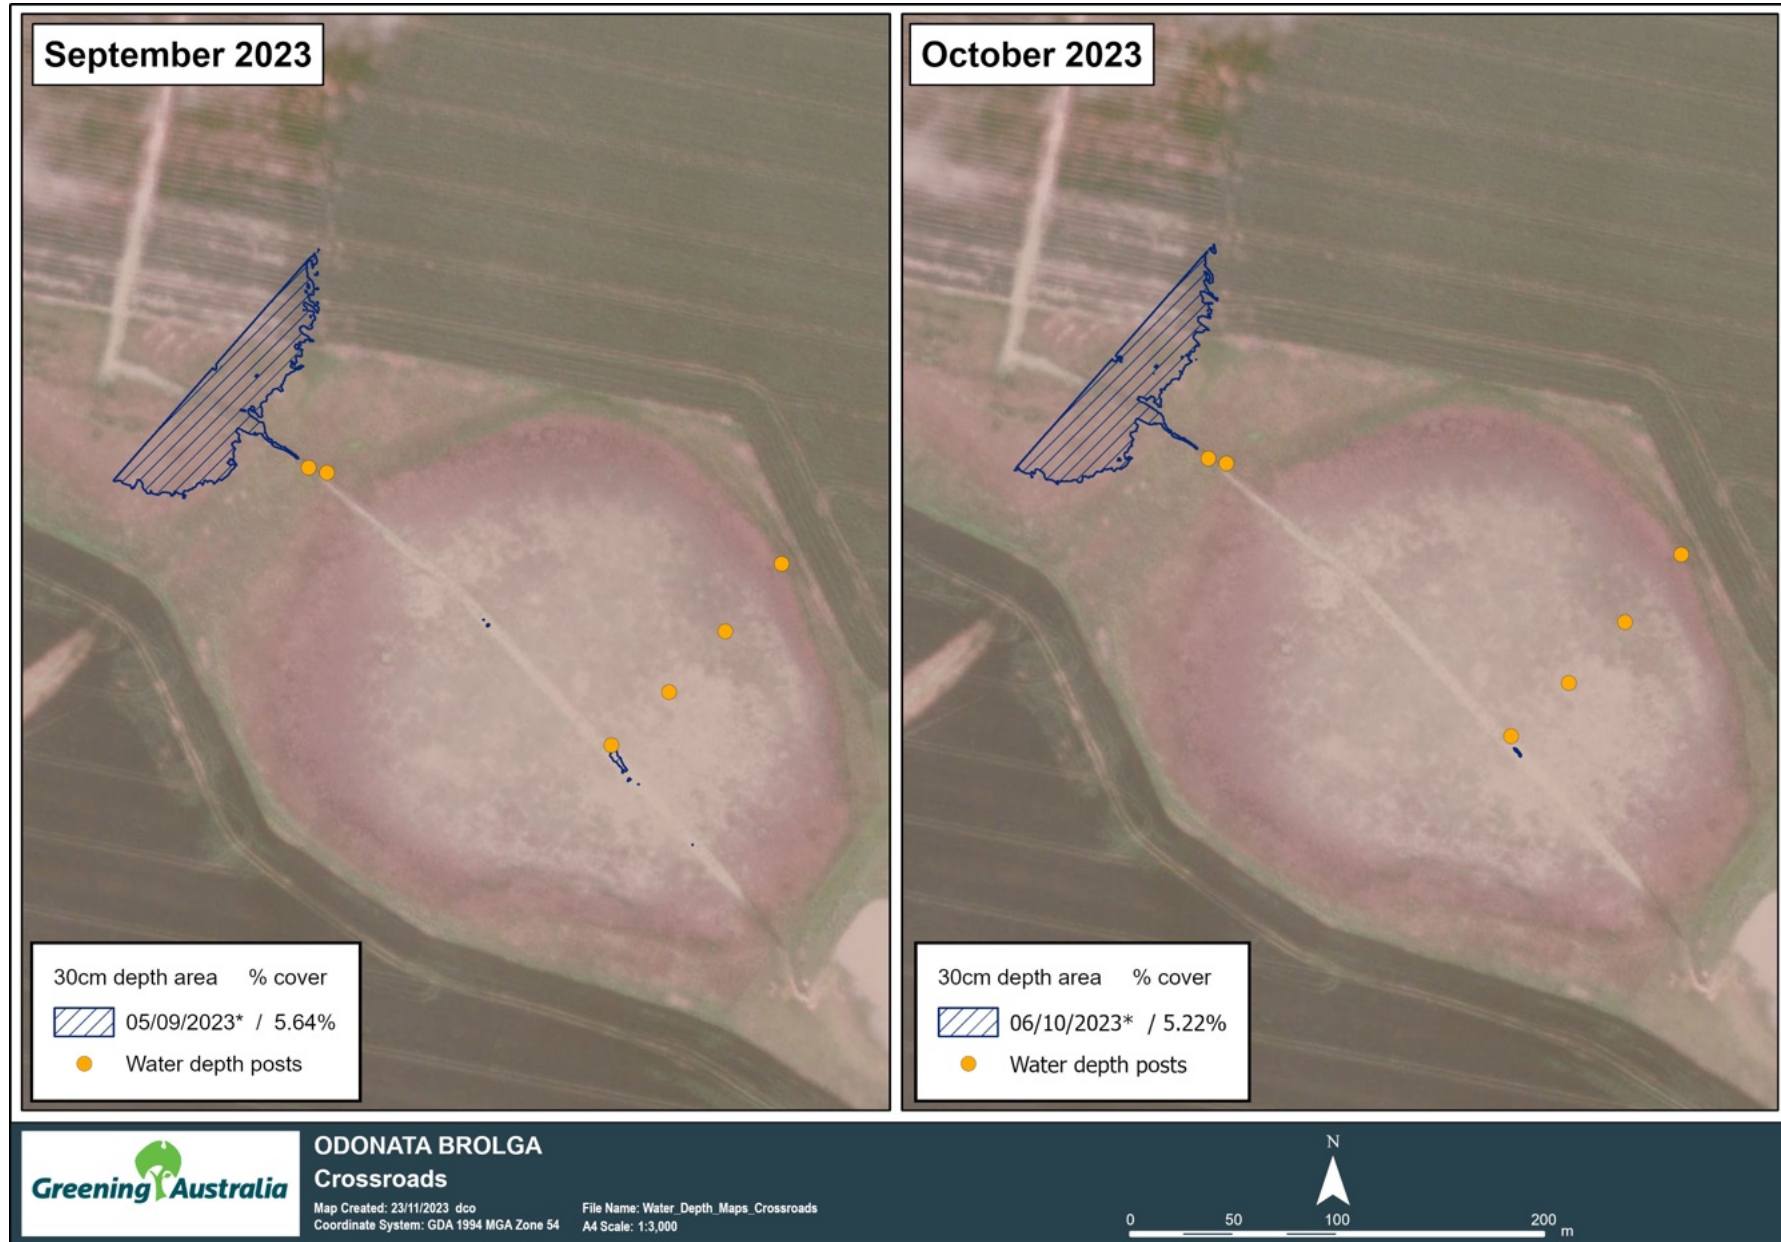 September 2023
30cm depth area % cover
05/09/2023* / 5.64%
Water depth posts
October 2023
30cm depth area % cover
06/10/2023* / 5.22%
Water depth posts
Greening Australia
ODONATA BROLGA
Crossroads
Map Created: 23/11/2023 dco
Coordinate System: GDA 1994 MGA Zone 54
File Name: Water_Depth_Maps_Crossroads
A4 Scale: 1:3,000
N
0 50 100 200
m